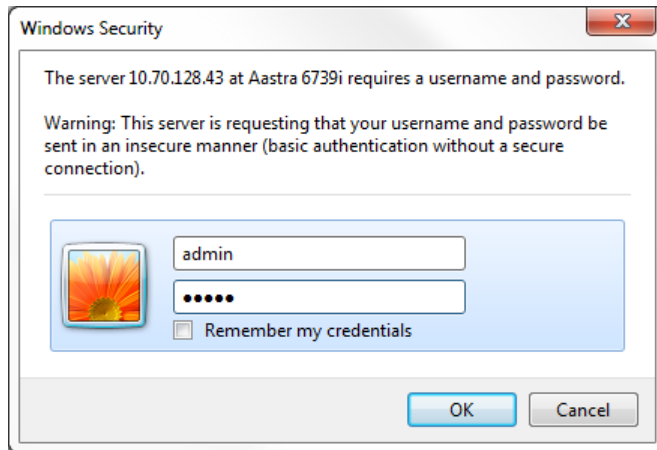 Windows Security
The server 10.70.128.43 at Aastra 6739i requires a username and password.
Warning: This server is requesting that your username and password be
sent in an insecure manner (basic authentication without a secure
connection).
admin
●●●●●
Remember my credentials
OK
Cancel